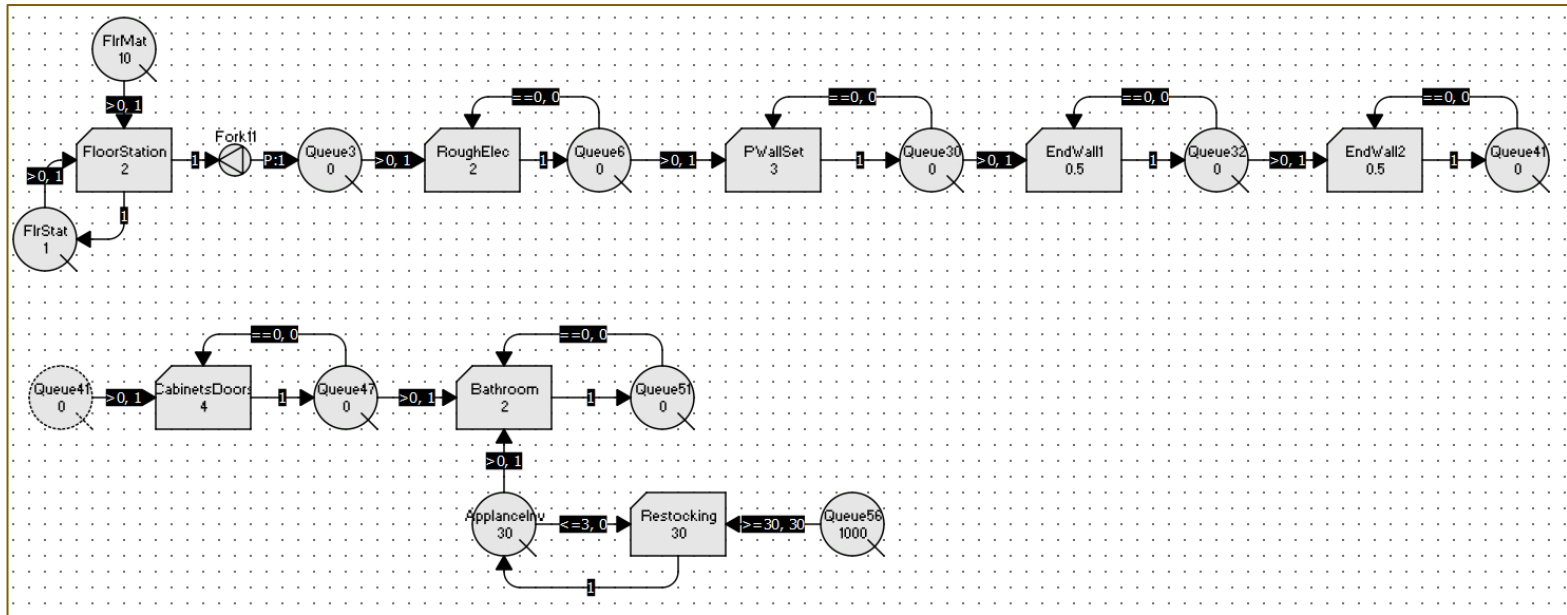 FlrMat
10
>0, 1
==0, 0
==0, 0
==0, 0
==0, 0
Fork11
FloorStation
2
1
P:1
Queue3
0
>0, 1
RoughElec
2
1
Queue6
0
>0, 1
PWallSet
3
1
Queue30
0
>0, 1
EndWall1
0.5
1
Queue32
0
>0, 1
EndWall2
0.5
1
Queue41
0
>0, 1
1
FlrStat
1
==0, 0
==0, 0
Queue41
0
>0, 1
CabinetsDoors
4
1
Queue47
0
>0, 1
Bathroom
2
1
Queue51
0
>0, 1
ApplanceInv
30
<=3, 0
Restocking
30
>=30, 30
Queue56
1000
1